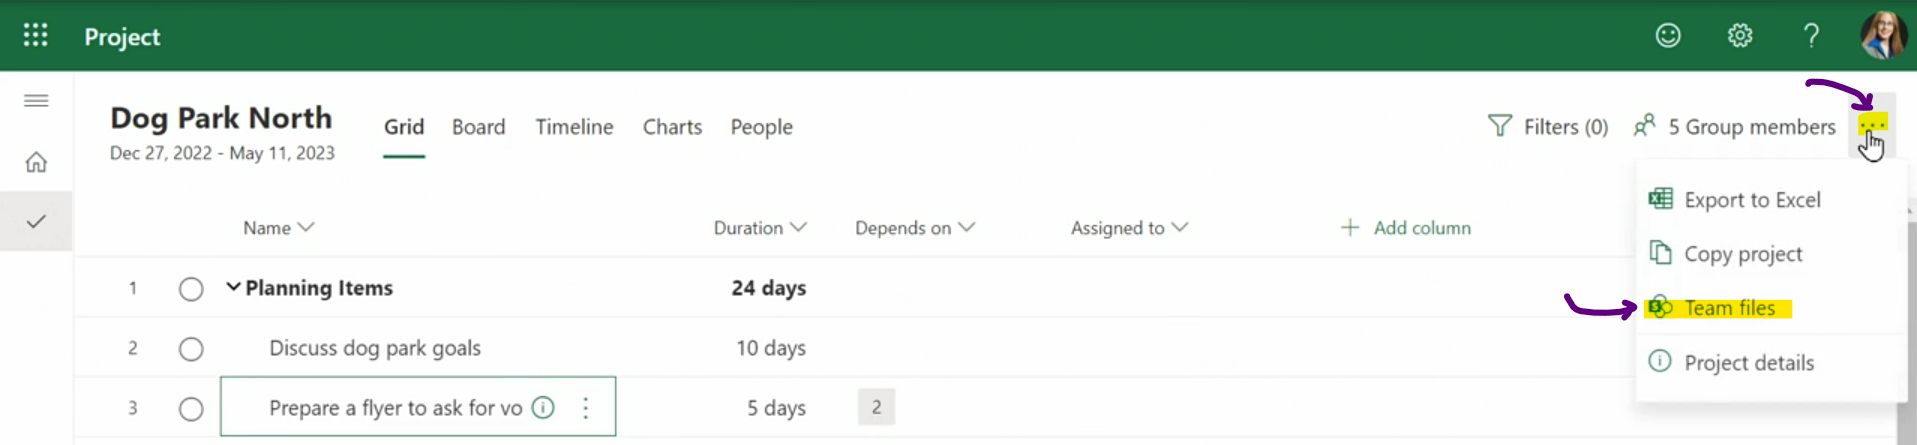 Project
Dog Park North
Dec 27, 2022 - May 11, 2023
Grid Board Timeline Charts People
Filters (0) 5 Group members ...
Export to Excel
Copy project
Team files
Project details
Name Duration Depends on Assigned to + Add column
1 Planning Items 24 days
2 Discuss dog park goals 10 days
3 Prepare a flyer to ask for vo 5 days 2